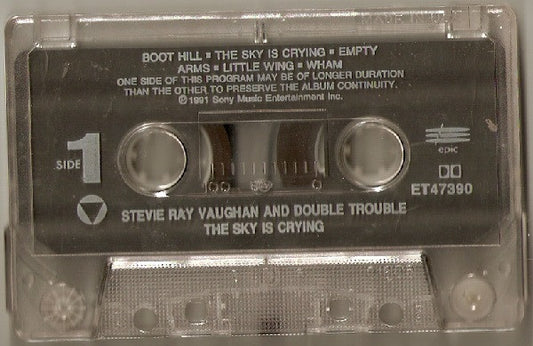 MADE IN U.
BOOT HILL ▪ THE SKY IS CRYING ▪ EMPTY
ARMS ▪ LITTLE WING ▪ WHAM
ONE SIDE OF THIS PROGRAM MAY BE OF LONGER DURATION
THAN THE OTHER TO PRESERVE THE ALBUM CONTINUITY.
℗1991 Sony Music Entertainment Inc.
SIDE 1
epic
ET47390
STEVIE RAY VAUGHAN AND DOUBLE TROUBLE
THE SKY IS CRYING